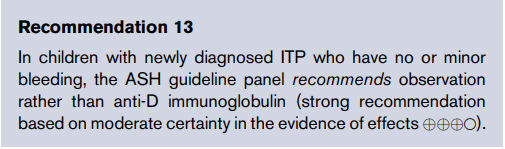 Recommendation 13
In children with newly diagnosed ITP who have no or minor
bleeding, the ASH guideline panel recommends observation
rather than anti-D immunoglobulin (strong recommendation
based on moderate certainty in the evidence of effects ⊕⊕⊕○).